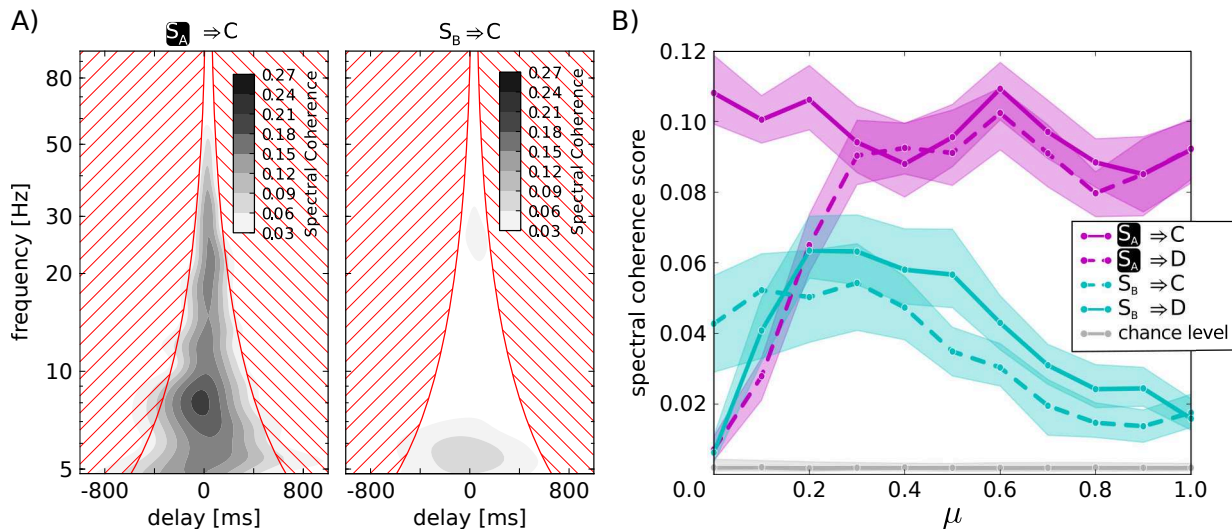 A)
S_A ⇒C
S_B ⇒C
frequency [Hz]
80
50
30
20
10
5
0.27
0.24
0.21
0.18
0.15
0.12
0.09
0.06
0.03
Spectral Coherence
0.27
0.24
0.21
0.18
0.15
0.12
0.09
0.06
0.03
Spectral Coherence
-800 0 800
-800 0 800
delay [ms]
delay [ms]
B)
spectral coherence score
0.12
0.10
0.08
0.06
0.04
0.02
0.0 0.2 0.4 0.6 0.8 1.0
μ
S_A ⇒C
S_A ⇒D
S_B ⇒C
S_B ⇒D
chance level